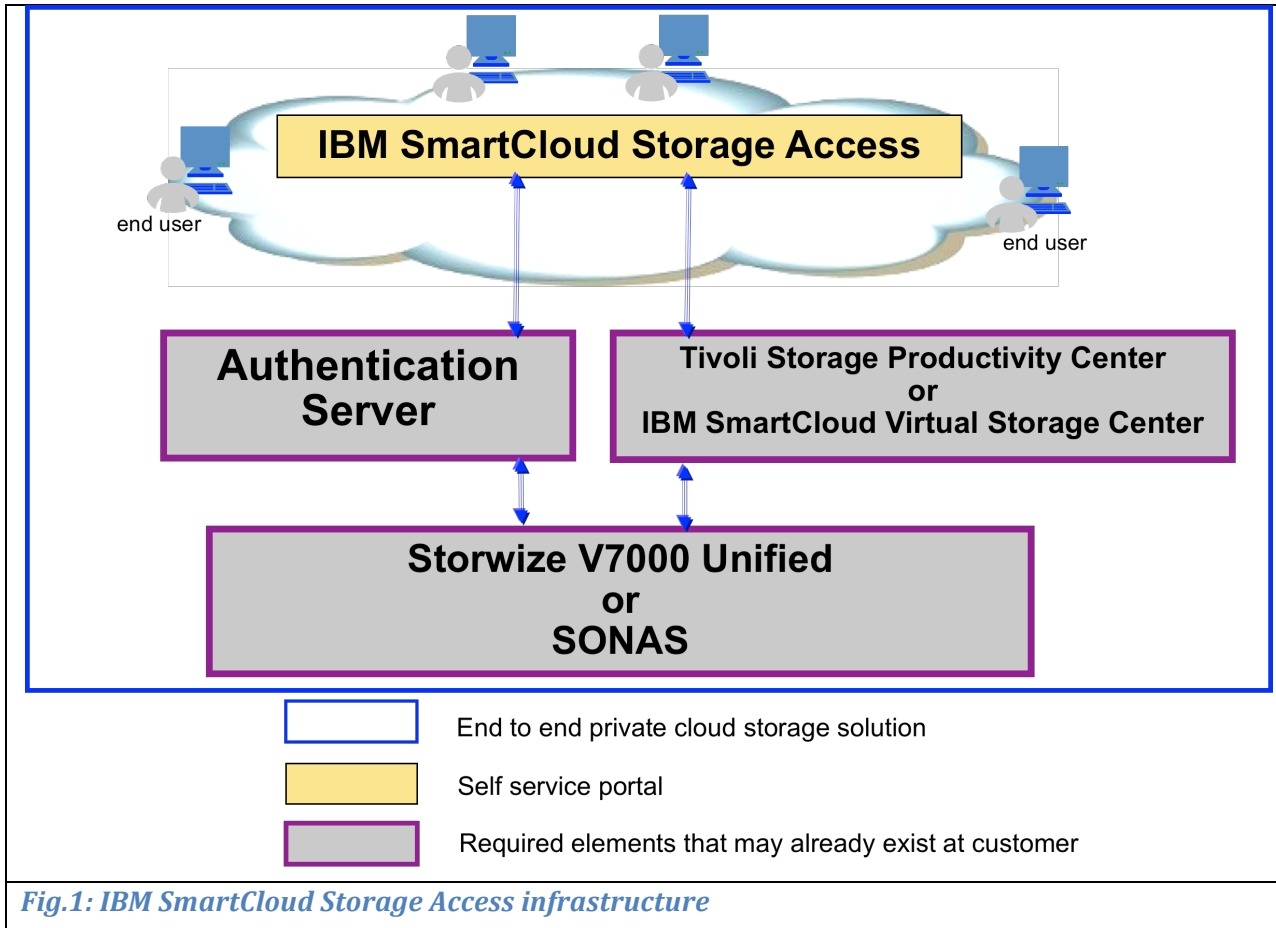 IBM SmartCloud Storage Access
end user
end user
Authentication
Server
Tivoli Storage Productivity Center
or
IBM SmartCloud Virtual Storage Center
Storwize V7000 Unified
or
SONAS
End to end private cloud storage solution
Self service portal
Required elements that may already exist at customer
Fig.1: IBM SmartCloud Storage Access infrastructure